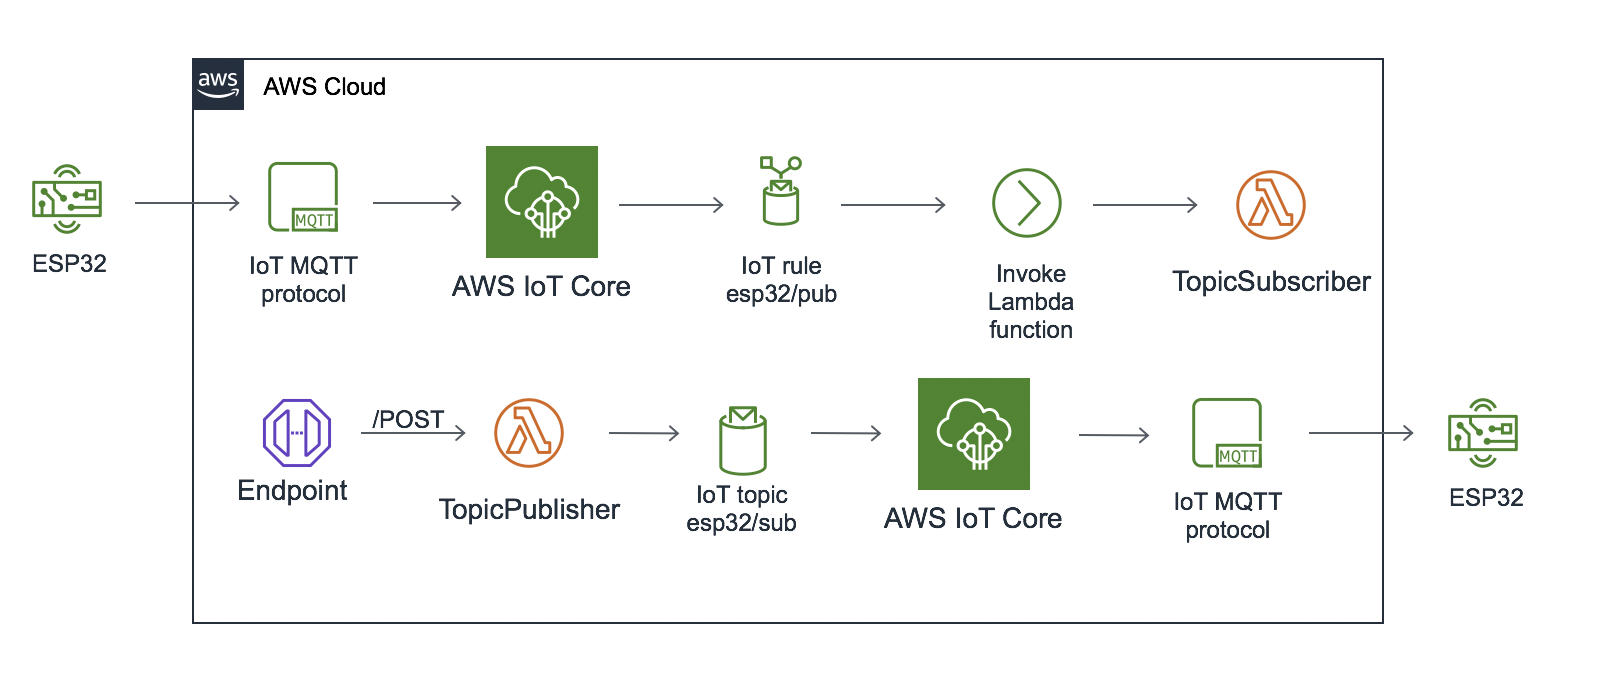 aws
AWS Cloud
MQTT
ESP32
IoT MQTT
protocol
AWS IoT Core
IoT rule
esp32/pub
Invoke
Lambda
function
TopicSubscriber
/POST
Endpoint
TopicPublisher
IoT topic
esp32/sub
AWS IoT Core
MQTT
IoT MQTT
protocol
ESP32